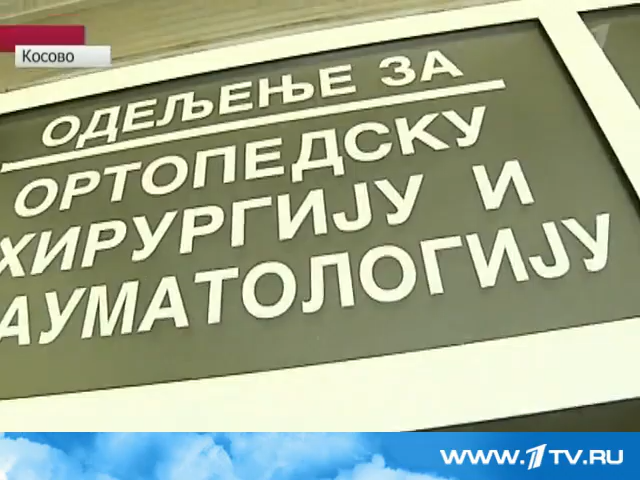 Косово
ОДЕЉЕЊЕ ЗА
ОРТОПЕДСКУ
ХИРУРГИЈУ И
АУМАТОЛОГИЈУ
WWW.1TV.RU